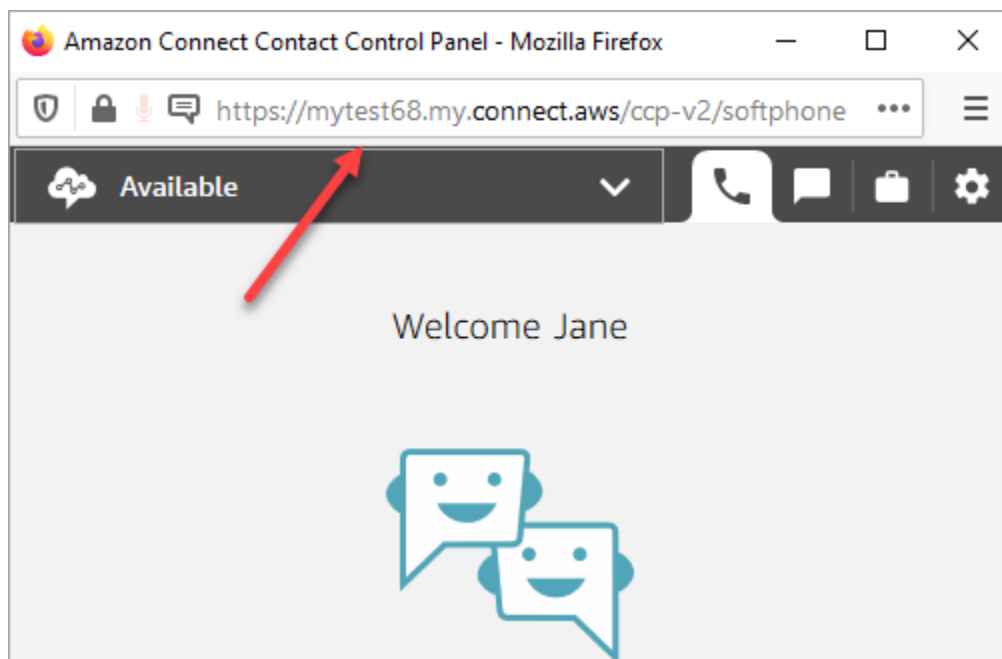 Amazon Connect Contact Control Panel - Mozilla Firefox
https://mytest68.my.connect.aws/ccp-v2/softphone
Available
Welcome Jane